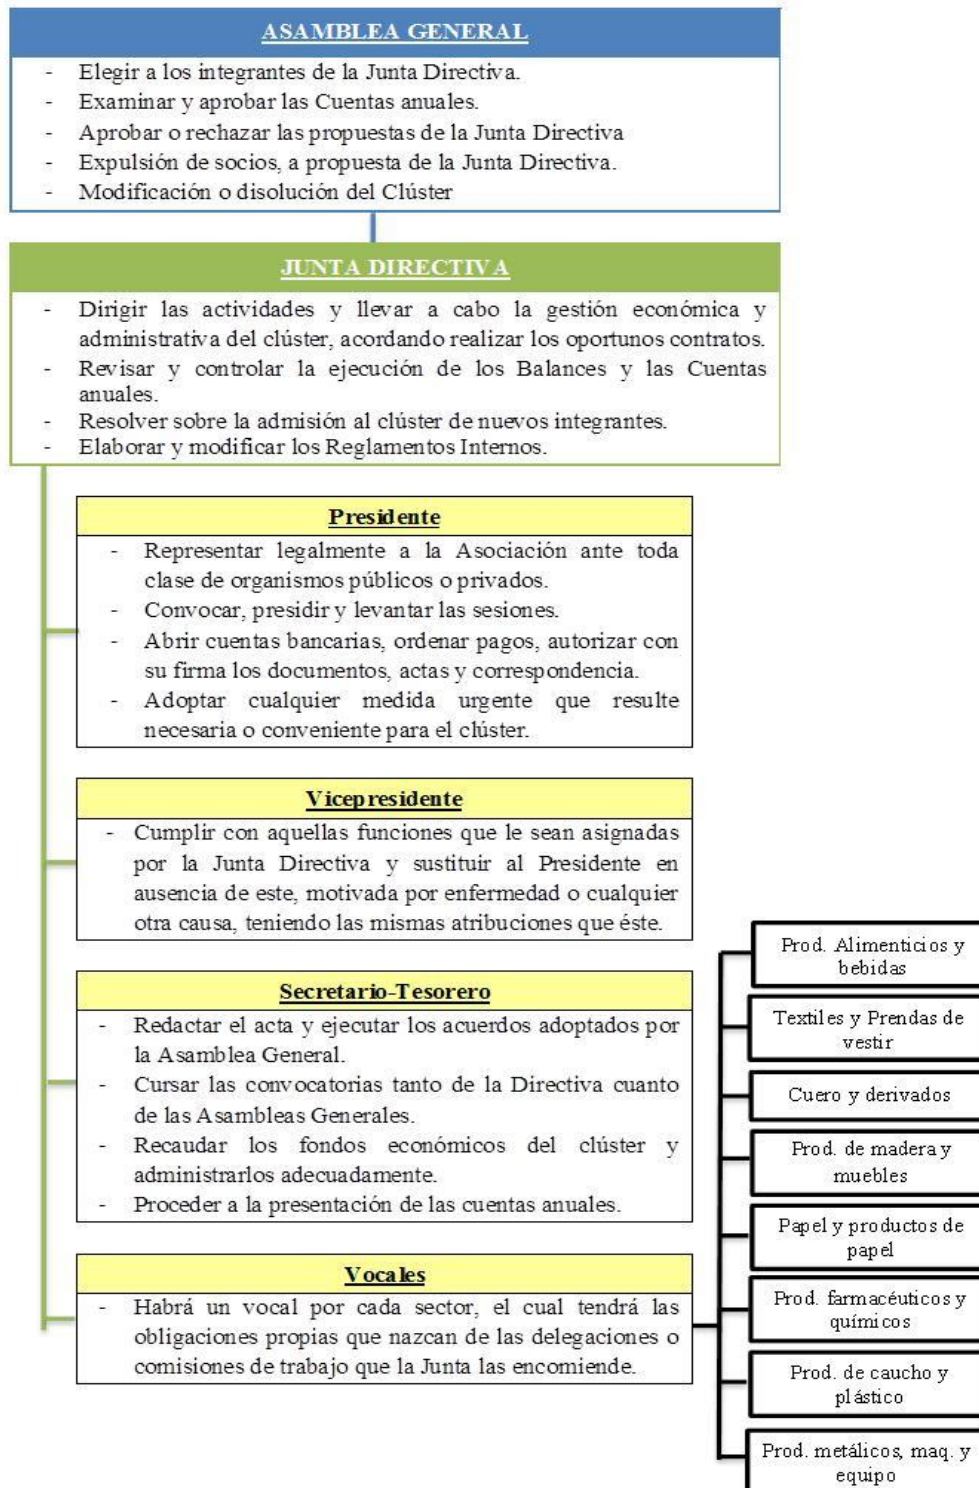 ASAMBLEA GENERAL
- Elegir a los integrantes de la Junta Directiva.
- Examinar y aprobar las Cuentas anuales.
- Aprobar o rechazar las propuestas de la Junta Directiva
- Expulsión de socios, a propuesta de la Junta Directiva.
- Modificación o disolución del Clúster
JUNTA DIRECTIVA
- Dirigir las actividades y llevar a cabo la gestión económica y
administrativa del clúster, acordando realizar los oportunos contratos.
- Revisar y controlar la ejecución de los Balances y las Cuentas
anuales.
- Resolver sobre la admisión al clúster de nuevos integrantes.
- Elaborar y modificar los Reglamentos Internos.
Presidente
- Representar legalmente a la Asociación ante toda
clase de organismos públicos o privados.
- Convocar, presidir y levantar las sesiones.
- Abrir cuentas bancarias, ordenar pagos, autorizar con
su firma los documentos, actas y correspondencia.
- Adoptar cualquier medida urgente que resulte
necesaria o conveniente para el clúster.
Vicepresidente
- Cumplir con aquellas funciones que le sean asignadas
por la Junta Directiva y sustituir al Presidente en
ausencia de este, motivada por enfermedad o cualquier
otra causa, teniendo las mismas atribuciones que éste.
Secretario-Tesorero
- Redactar el acta y ejecutar los acuerdos adoptados por
la Asamblea General.
- Cursar las convocatorias tanto de la Directiva cuanto
de las Asambleas Generales.
- Recaudar los fondos económicos del clúster y
administrarlos adecuadamente.
- Proceder a la presentación de las cuentas anuales.
Vocales
- Habrá un vocal por cada sector, el cual tendrá las
obligaciones propias que nazcan de las delegaciones o
comisiones de trabajo que la Junta las encomiende.
Prod. Alimenticios y
bebidas
Textiles y Prendas de
vestir
Cuero y derivados
Prod. de madera y
muebles
Papel y productos de
papel
Prod. farmacéuticos y
químicos
Prod. de caucho y
plástico
Prod. metálicos, maq. y
equipo